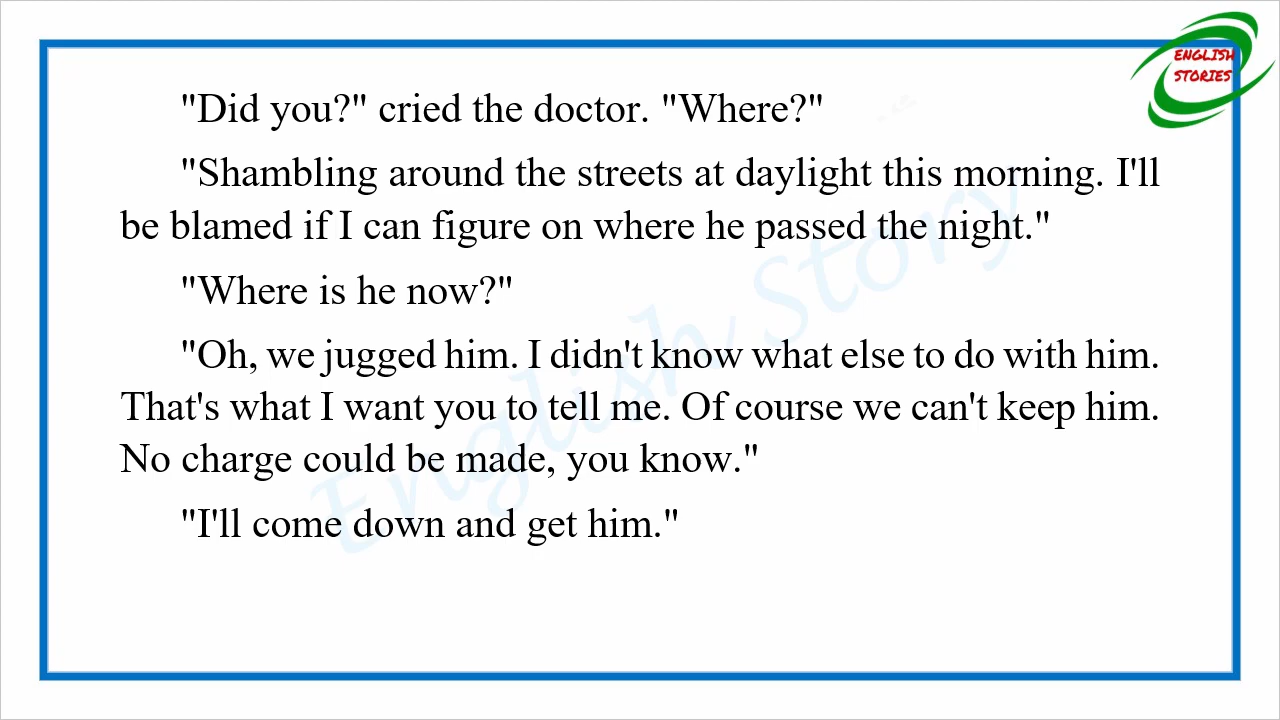 ENGLISH
STORIES
"Did you?" cried the doctor. "Where?"
"Shambling around the streets at daylight this morning. I'll
be blamed if I can figure on where he passed the night."
"Where is he now?"
"Oh, we jugged him. I didn't know what else to do with him.
That's what I want you to tell me. Of course we can't keep him.
No charge could be made, you know."
"I'll come down and get him."
English Story